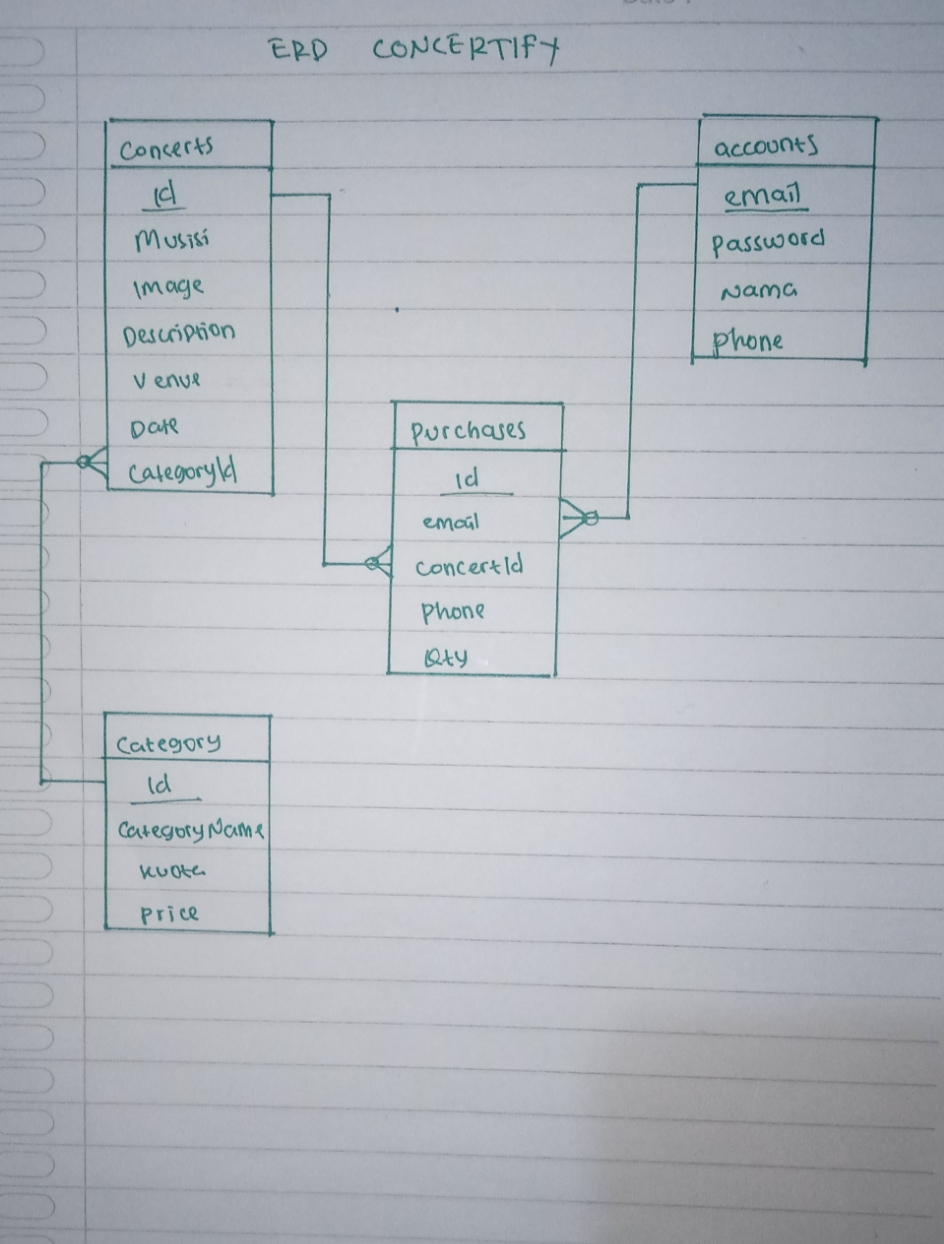 ERD CONCERTIFY
Concerts
Id
Musisi
Image
Description
Venue
Date
CategoryId
accounts
email
Password
Nama
Phone
Purchases
Id
email
ConcertId
Phone
Qty
Category
Id
CategoryName
Kuota
Price